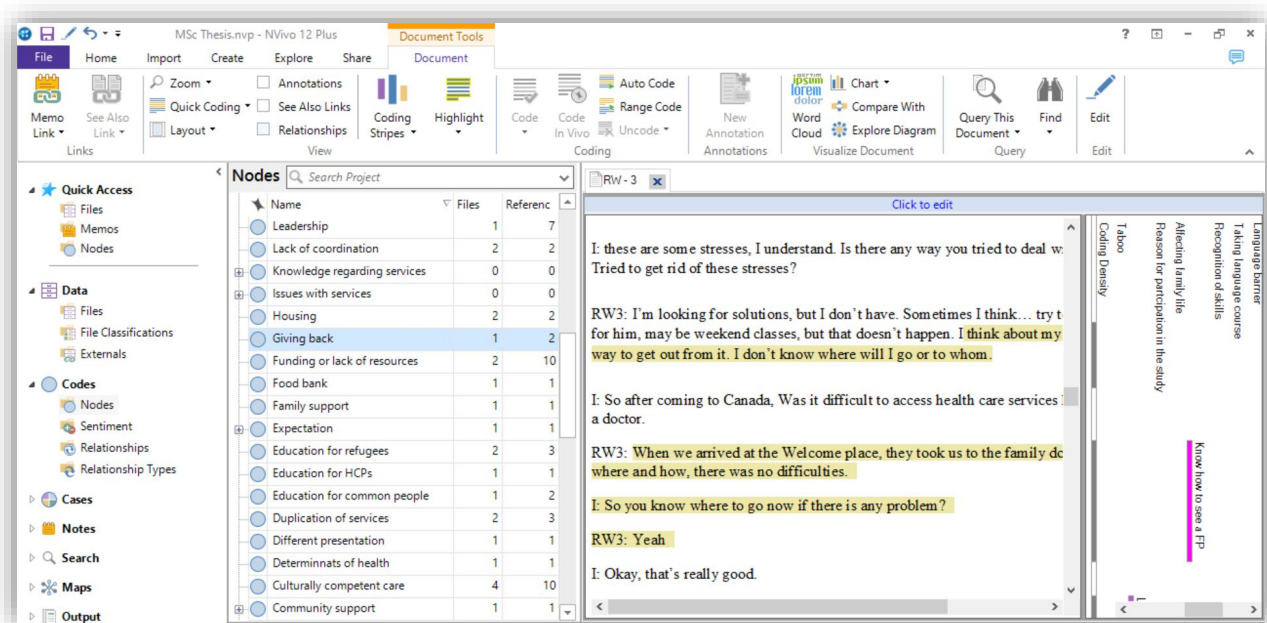 MSc Thesis.nvp - NVivo 12 Plus
Document Tools
?
File Home Import Create Explore Share Document
Memo Link
See Also Link
Links
Zoom
Quick Coding
Layout
Annotations
See Also Links
Relationships
View
Coding Stripes
Highlight
Code
Code In Vivo
Auto Code
Range Code
Uncode
Coding
New Annotation
Annotations
ipsum lorem dolor
Word Cloud
Chart
Compare With
Explore Diagram
Visualize Document
Query This Document
Find
Query
Edit
Edit
Quick Access
Files
Memos
Nodes
Data
Files
File Classifications
Externals
Codes
Nodes
Sentiment
Relationships
Relationship Types
Cases
Notes
Search
Maps
Output
Nodes Search Project
Name Files Referenc
Leadership 1 7
Lack of coordination 2 2
Knowledge regarding services 0 0
Issues with services 0 0
Housing 2 2
Giving back 1 2
Funding or lack of resources 2 10
Food bank 1 1
Family support 1 1
Expectation 1 1
Education for refugees 2 3
Education for HCPs 1 1
Education for common people 1 2
Duplication of services 2 3
Different presentation 1 1
Determinnats of health 1 1
Culturally competent care 4 10
Community support 1 1
RW - 3
Click to edit
I: these are some stresses, I understand. Is there any way you tried to deal w
Tried to get rid of these stresses?
RW3: I'm looking for solutions, but I don't have. Sometimes I think… try t
for him, may be weekend classes, but that doesn't happen. I think about my
way to get out from it. I don't know where will I go or to whom.
I: So after coming to Canada, Was it difficult to access health care services
a doctor.
RW3: When we arrived at the Welcome place, they took us to the family do
where and how, there was no difficulties.
I: So you know where to go now if there is any problem?
RW3: Yeah
I: Okay, that's really good.
Coding Density
Taboo
Reason for participation in the study
Affecting family life
Know how to see a FP
Recognition of skills
Taking language course
Language barrier